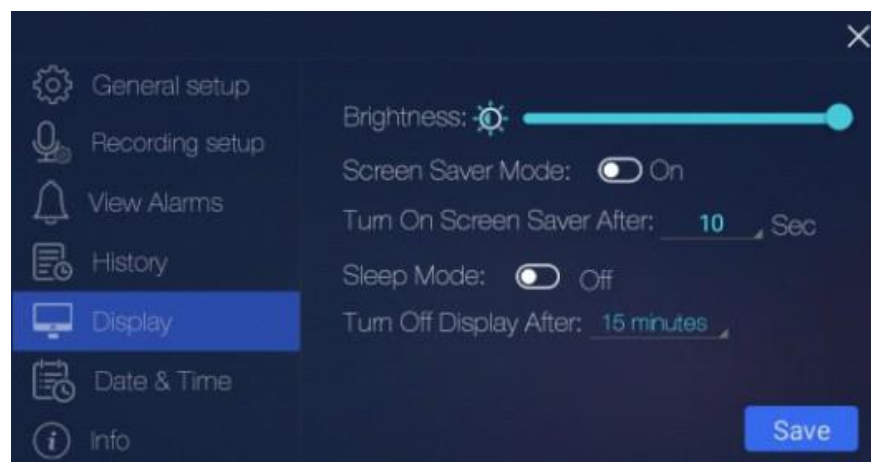 General setup
Recording setup
View Alarms
History
Display
Date & Time
Info
Brightness:
Screen Saver Mode: On
Turn On Screen Saver After: 10 Sec
Sleep Mode: Off
Turn Off Display After: 15 minutes
Save